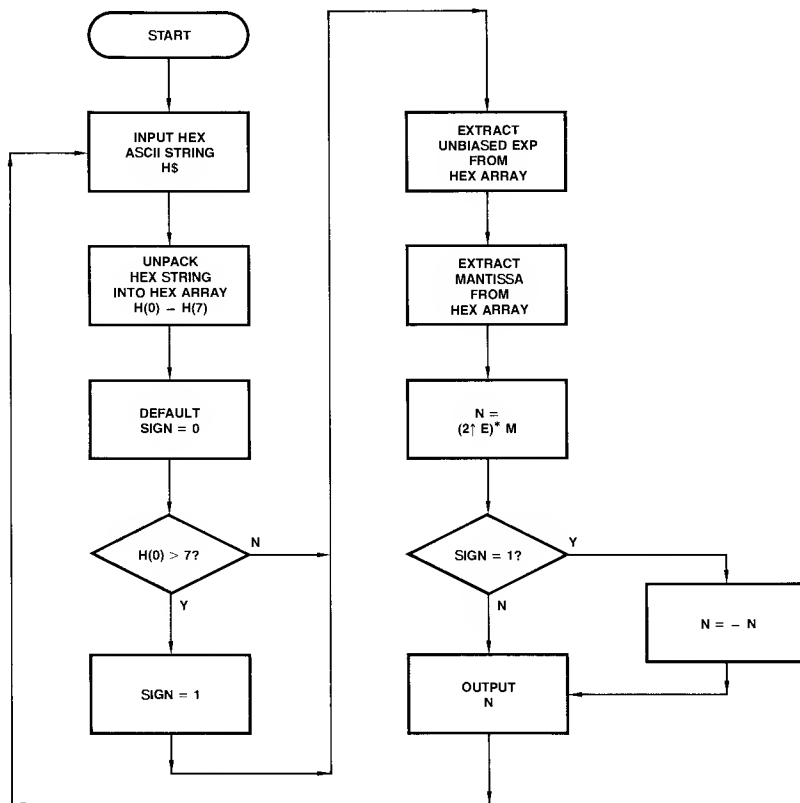 START
INPUT HEX
ASCII STRING
H$
UNPACK
HEX STRING
INTO HEX ARRAY
H(0) – H(7)
DEFAULT
SIGN = 0
H(0) > 7?
N
Y
SIGN = 1
EXTRACT
UNBIASED EXP
FROM
HEX ARRAY
EXTRACT
MANTISSA
FROM
HEX ARRAY
N =
(2↑ E)* M
SIGN = 1?
Y
N
N = – N
OUTPUT
N